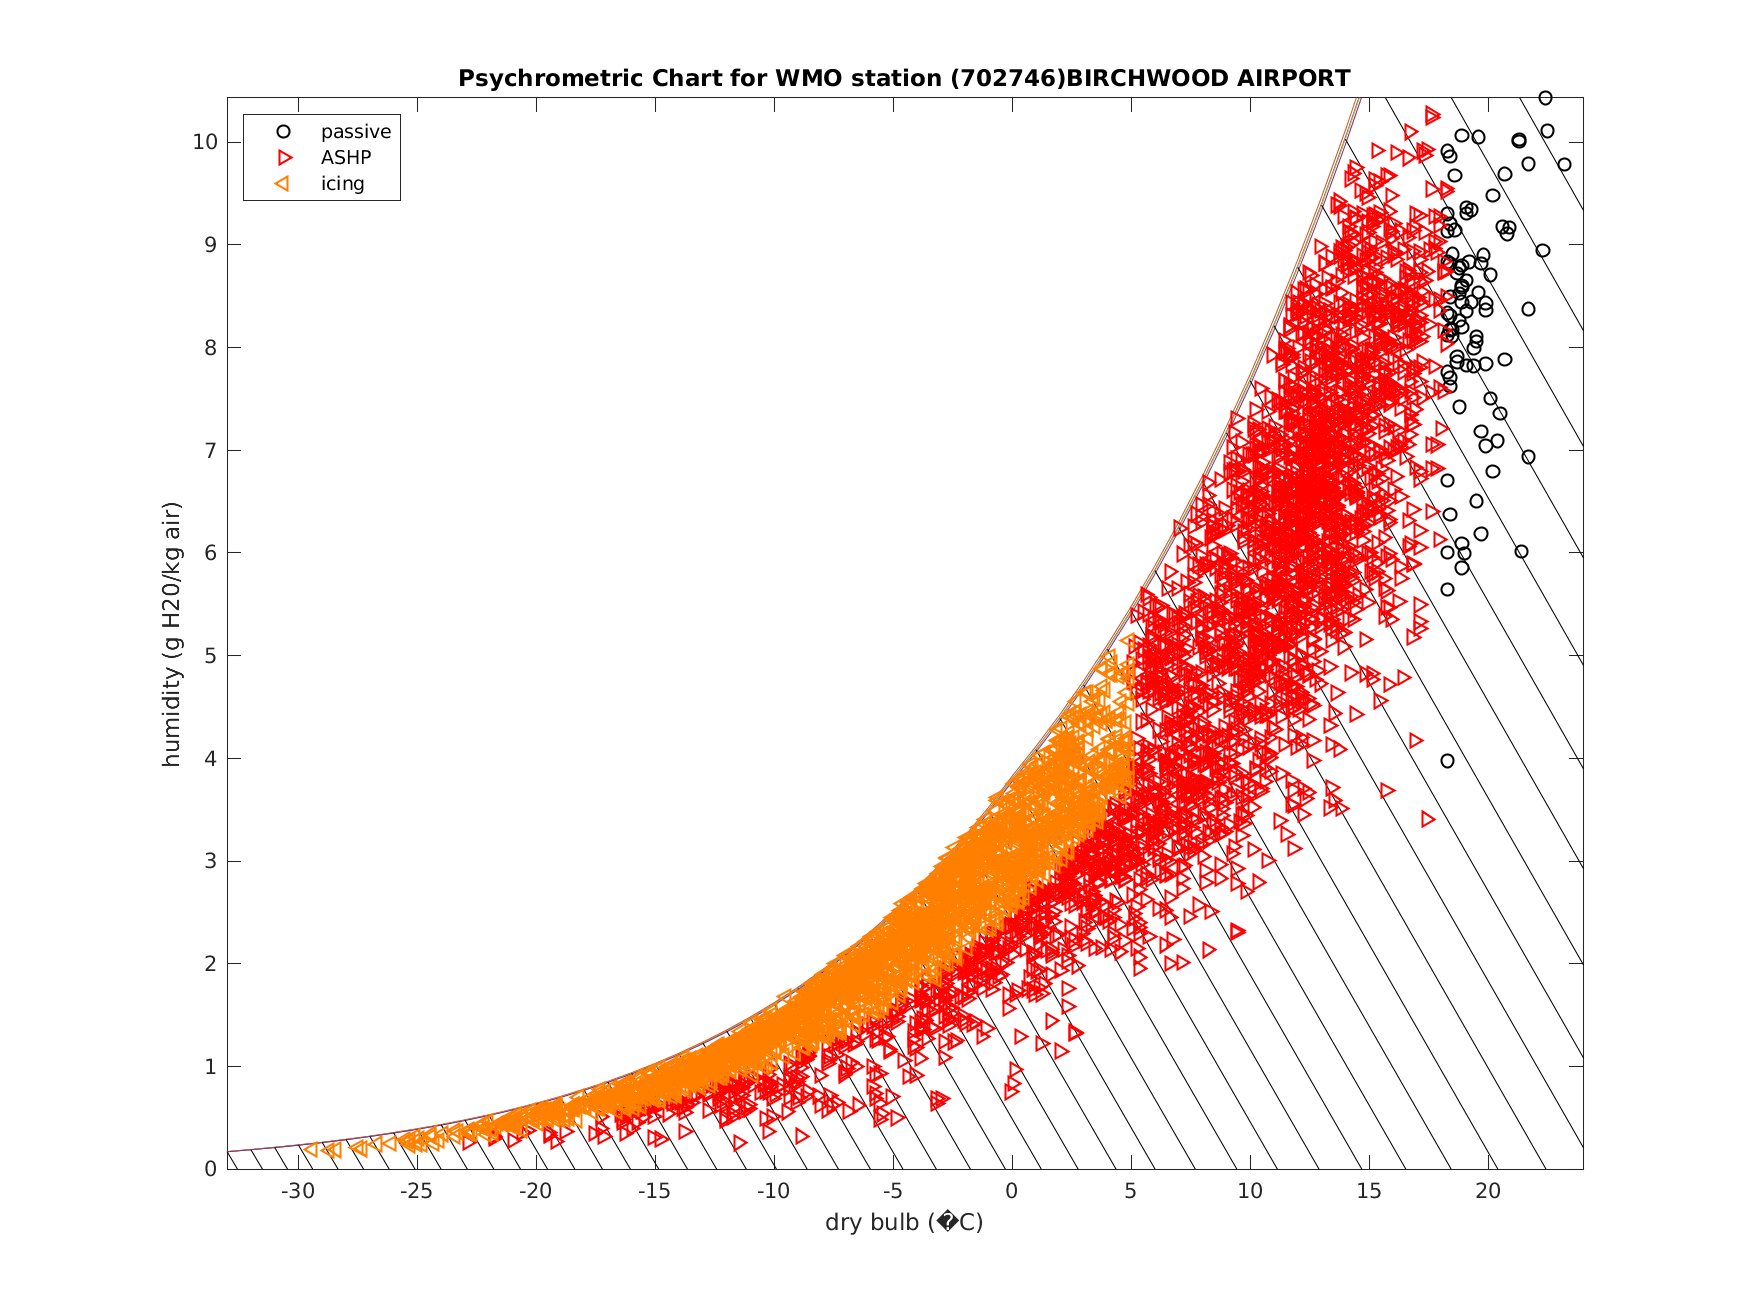 Psychrometric Chart for WMO station (702746)BIRCHWOOD AIRPORT
passive
ASHP
icing
10
9
8
7
6
5
4
3
2
1
0
humidity (g H20/kg air)
-30 -25 -20 -15 -10 -5 0 5 10 15 20
dry bulb (�C)